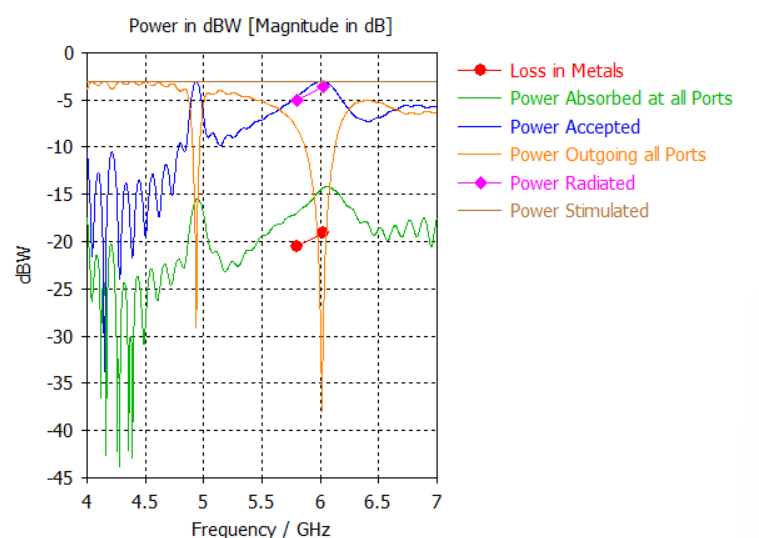 Power in dBW [Magnitude in dB]
0
-5
-10
-15
-20
-25
-30
-35
-40
-45
dBW
4
4.5
5
5.5
6
6.5
7
Frequency / GHz
Loss in Metals
Power Absorbed at all Ports
Power Accepted
Power Outgoing all Ports
Power Radiated
Power Stimulated